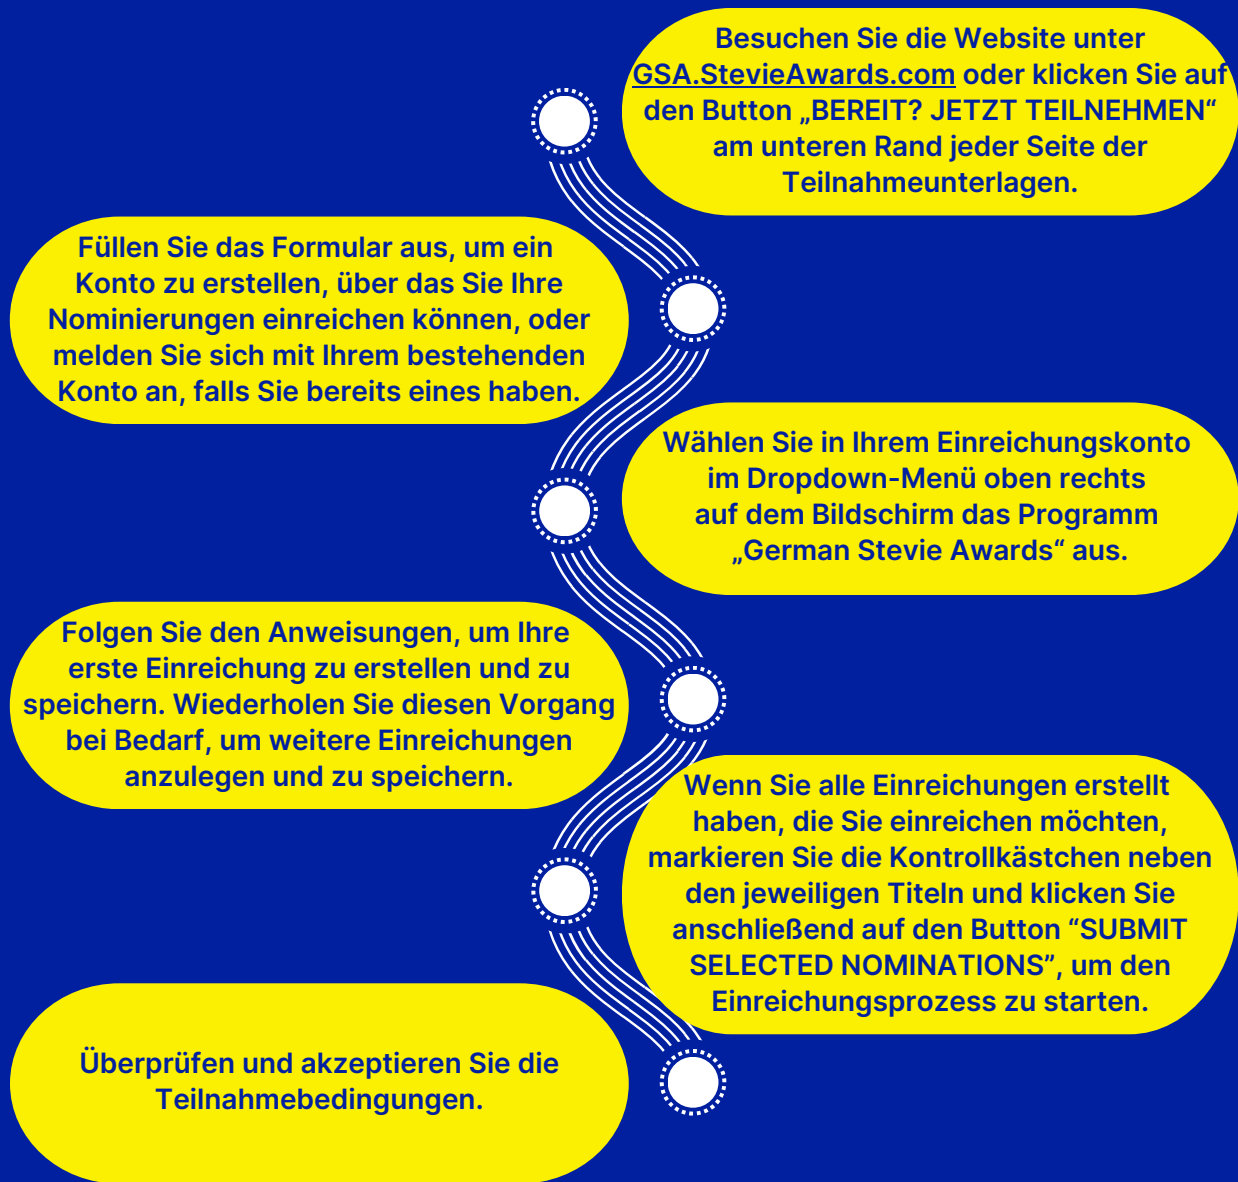 Besuchen Sie die Website unter
GSA.StevieAwards.com oder klicken Sie auf
den Button „BEREIT? JETZT TEILNEHMEN“
am unteren Rand jeder Seite der
Teilnahmeunterlagen.
Füllen Sie das Formular aus, um ein
Konto zu erstellen, über das Sie Ihre
Nominierungen einreichen können, oder
melden Sie sich mit Ihrem bestehenden
Konto an, falls Sie bereits eines haben.
Wählen Sie in Ihrem Einreichungskonto
im Dropdown-Menü oben rechts
auf dem Bildschirm das Programm
„German Stevie Awards“ aus.
Folgen Sie den Anweisungen, um Ihre
erste Einreichung zu erstellen und zu
speichern. Wiederholen Sie diesen Vorgang
bei Bedarf, um weitere Einreichungen
anzulegen und zu speichern.
Wenn Sie alle Einreichungen erstellt
haben, die Sie einreichen möchten,
markieren Sie die Kontrollkästchen neben
den jeweiligen Titeln und klicken Sie
anschließend auf den Button “SUBMIT
SELECTED NOMINATIONS”, um den
Einreichungsprozess zu starten.
Überprüfen und akzeptieren Sie die
Teilnahmebedingungen.